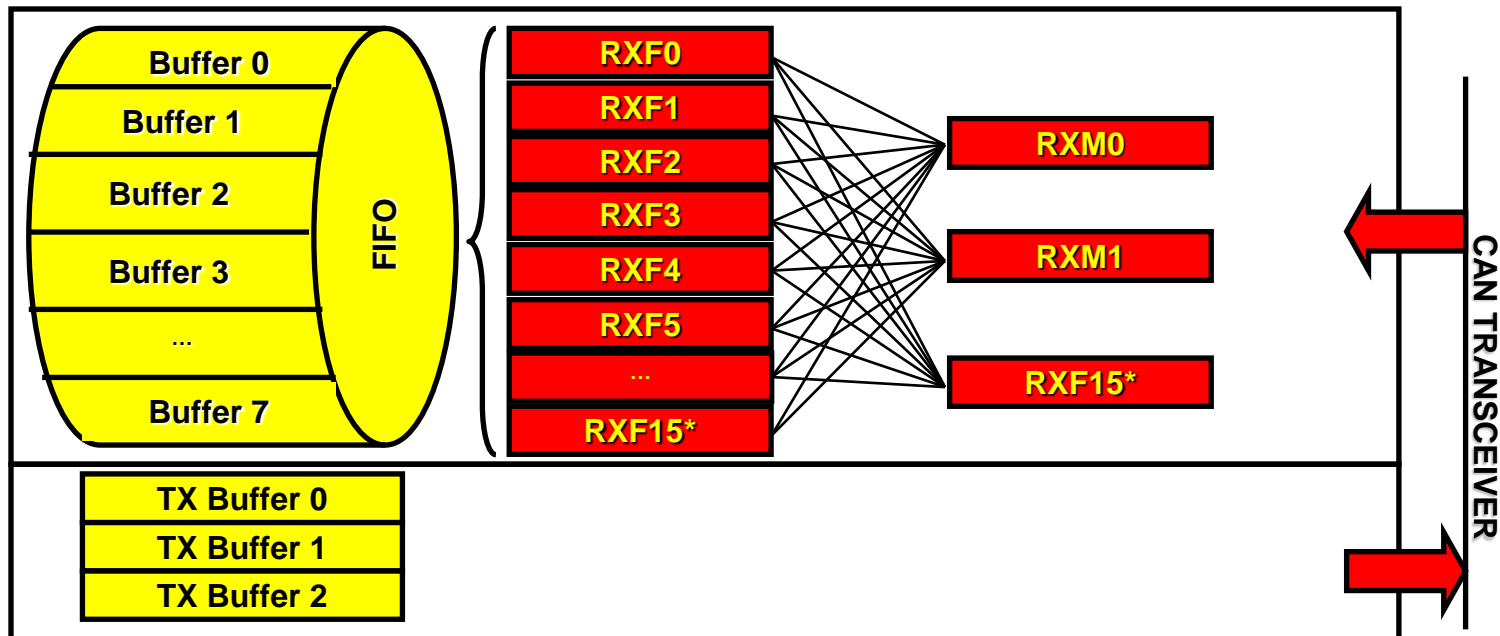 Buffer 0
Buffer 1
Buffer 2
Buffer 3
...
Buffer 7
FIFO
RXF0
RXF1
RXF2
RXF3
RXF4
RXF5
...
RXF15*
RXM0
RXM1
RXF15*
CAN TRANSCEIVER
TX Buffer 0
TX Buffer 1
TX Buffer 2